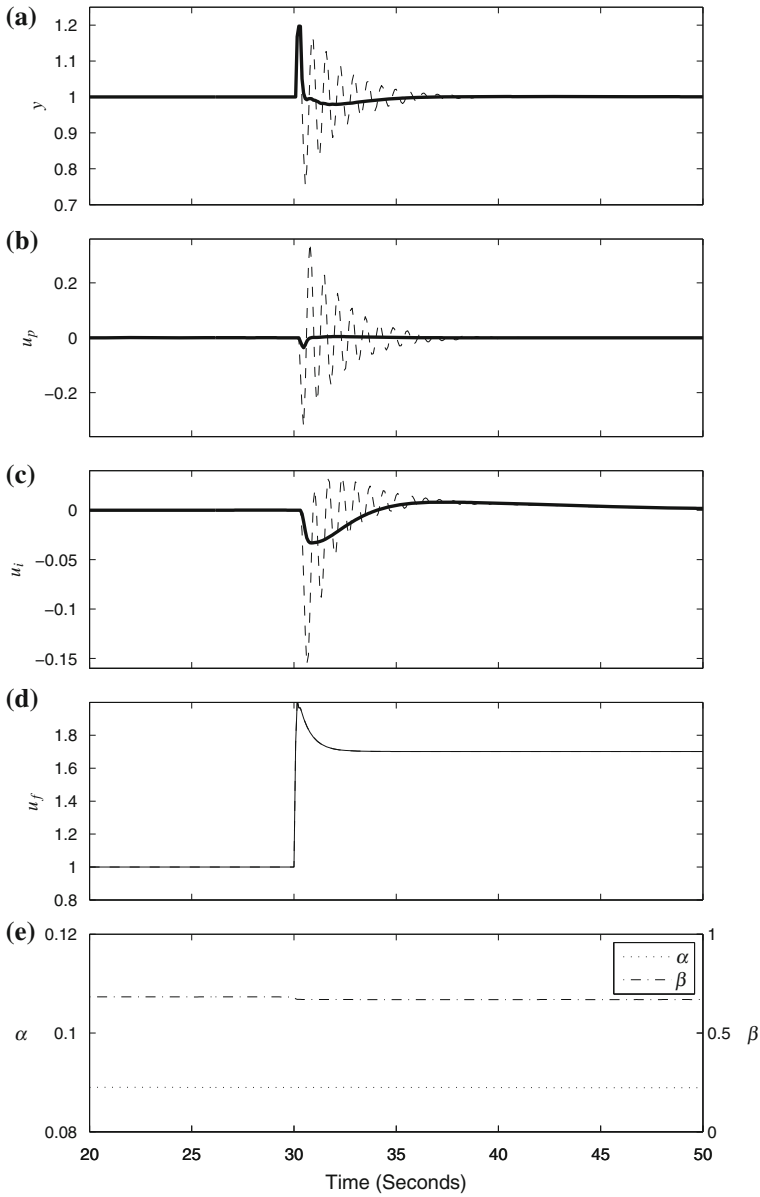 (a)
1.2
1.1
1
0.9
0.8
0.7
y
(b)
0.2
0
−0.2
u_p
(c)
0
−0.05
−0.1
−0.15
u_i
(d)
1.8
1.6
1.4
1.2
1
0.8
u_f
(e)
0.12
0.1
0.08
α
1
0.5
0
β
α
β
20 25 30 35 40 45 50
Time (Seconds)